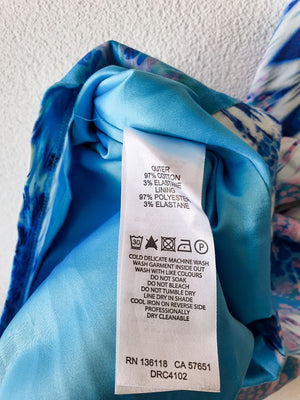 OUTER
97% COTTON
3% ELASTANE
LINING
97% POLYESTER
3% ELASTANE
30 P
COLD DELICATE MACHINE WASH
WASH GARMENT INSIDE OUT
WASH WITH LIKE COLOURS
DO NOT SOAK
DO NOT BLEACH
DO NOT TUMBLE DRY
LINE DRY IN SHADE
COOL IRON ON REVERSE SIDE
PROFESSIONALLY
DRY CLEANABLE
RN 136118 CA 57651
DRC4102